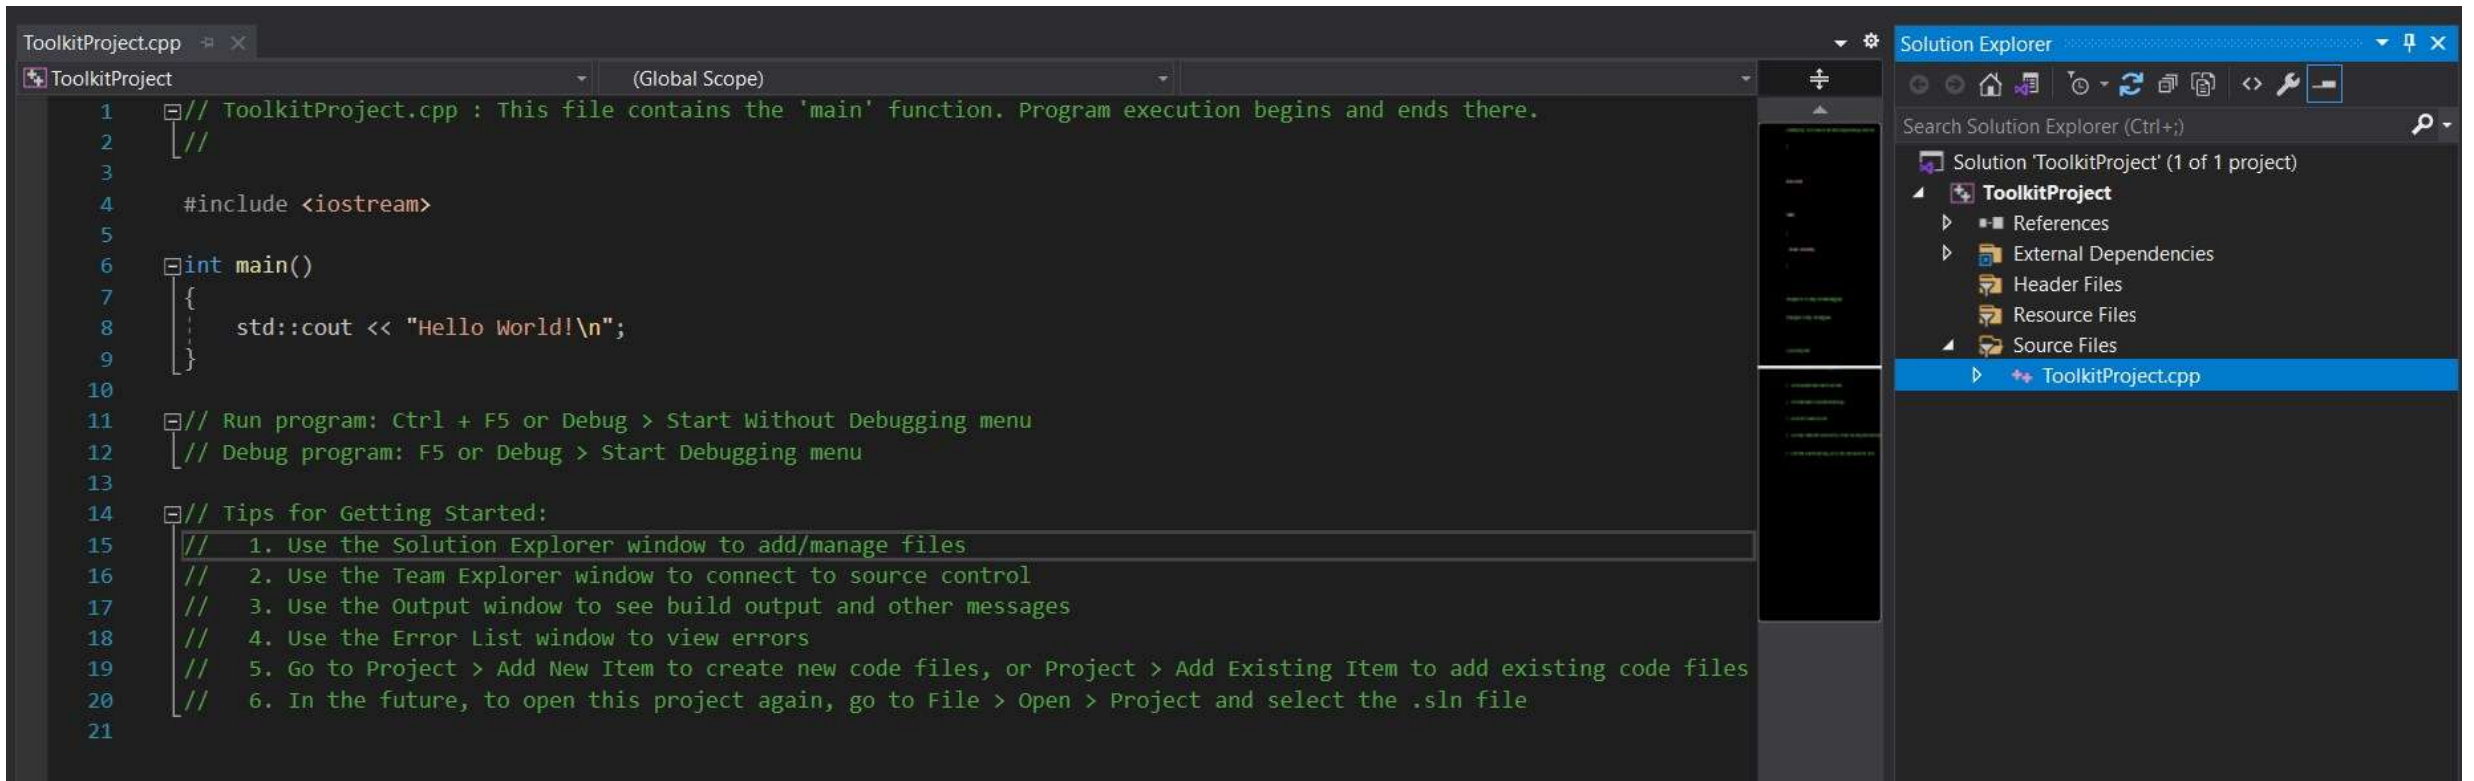 ToolkitProject.cpp
ToolkitProject
(Global Scope)
1 // ToolkitProject.cpp : This file contains the 'main' function. Program execution begins and ends there.
2 //
3
4 #include <iostream>
5
6 int main()
7 {
8     std::cout << "Hello World!\n";
9 }
10
11 // Run program: Ctrl + F5 or Debug > Start Without Debugging menu
12 // Debug program: F5 or Debug > Start Debugging menu
13
14 // Tips for Getting Started:
15 //   1. Use the Solution Explorer window to add/manage files
16 //   2. Use the Team Explorer window to connect to source control
17 //   3. Use the Output window to see build output and other messages
18 //   4. Use the Error List window to view errors
19 //   5. Go to Project > Add New Item to create new code files, or Project > Add Existing Item to add existing code files
20 //   6. In the future, to open this project again, go to File > Open > Project and select the .sln file
21
Solution Explorer
Search Solution Explorer (Ctrl+;)
Solution 'ToolkitProject' (1 of 1 project)
ToolkitProject
References
External Dependencies
Header Files
Resource Files
Source Files
ToolkitProject.cpp